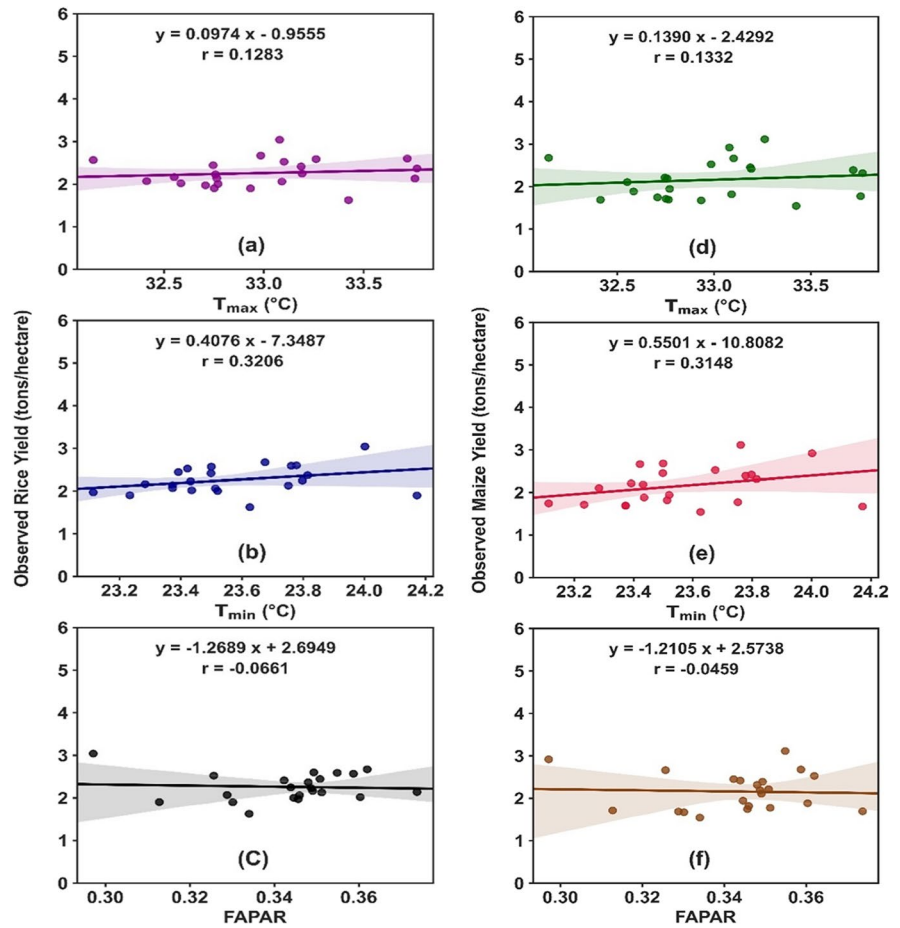 Observed Rice Yield (tons/hectare)
6
5
4
3
2
1
0
y = 0.0974 x - 0.9555
r = 0.1283
(a)
32.5 33.0 33.5
Tmax (°C)
6
5
4
3
2
1
0
y = 0.4076 x - 7.3487
r = 0.3206
(b)
23.2 23.4 23.6 23.8 24.0 24.2
Tmin (°C)
6
5
4
3
2
1
0
y = -1.2689 x + 2.6949
r = -0.0661
(C)
0.30 0.32 0.34 0.36
FAPAR
Observed Maize Yield (tons/hectare)
6
5
4
3
2
1
0
y = 0.1390 x - 2.4292
r = 0.1332
(d)
32.5 33.0 33.5
Tmax (°C)
6
5
4
3
2
1
0
y = 0.5501 x - 10.8082
r = 0.3148
(e)
23.2 23.4 23.6 23.8 24.0 24.2
Tmin (°C)
6
5
4
3
2
1
0
y = -1.2105 x + 2.5738
r = -0.0459
(f)
0.30 0.32 0.34 0.36
FAPAR